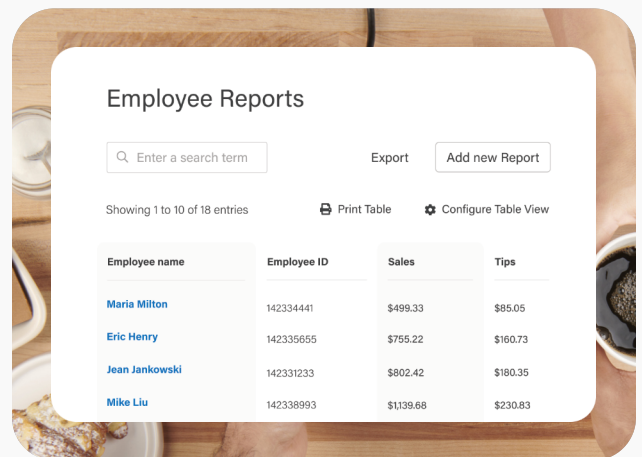 Employee Reports
Enter a search term
Export
Add new Report
Showing 1 to 10 of 18 entries
Print Table
Configure Table View
Employee name Employee ID Sales Tips
Maria Milton 142334441 $499.33 $85.05
Eric Henry 142335655 $755.22 $160.73
Jean Jankowski 142331233 $802.42 $180.35
Mike Liu 142338993 $1,139.68 $230.83